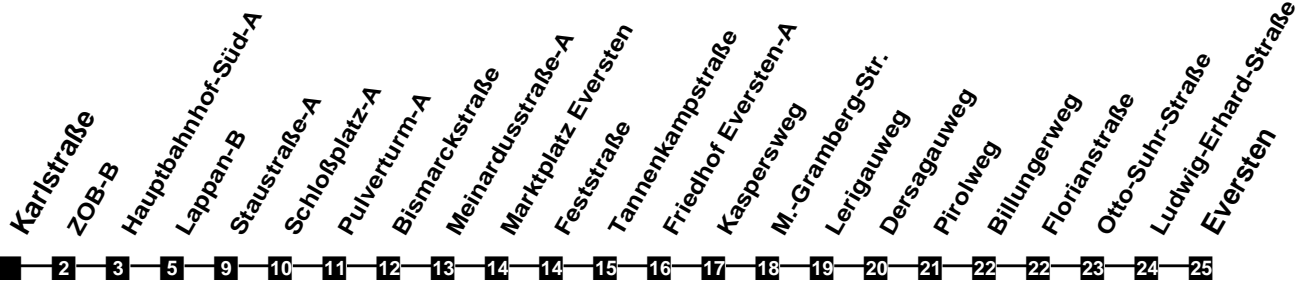 Karlstraße
ZOB-B
Hauptbahnhof-Süd-A
Lappan-B
Staustraße-A
Schloßplatz-A
Pulverturm-A
Bismarckstraße
Meinardusstraße-A
Marktplatz Eversten
Feststraße
Tannenkampstraße
Friedhof Eversten-A
Kaspersweg
M.-Gramberg-Str.
Lerigauweg
Dersagauweg
Pirolweg
Billungerweg
Florianstraße
Otto-Suhr-Straße
Ludwig-Erhard-Straße
Eversten
2 3 5 9 10 11 12 13 14 14 15 16 17 18 19 20 21 22 22 23 24 25